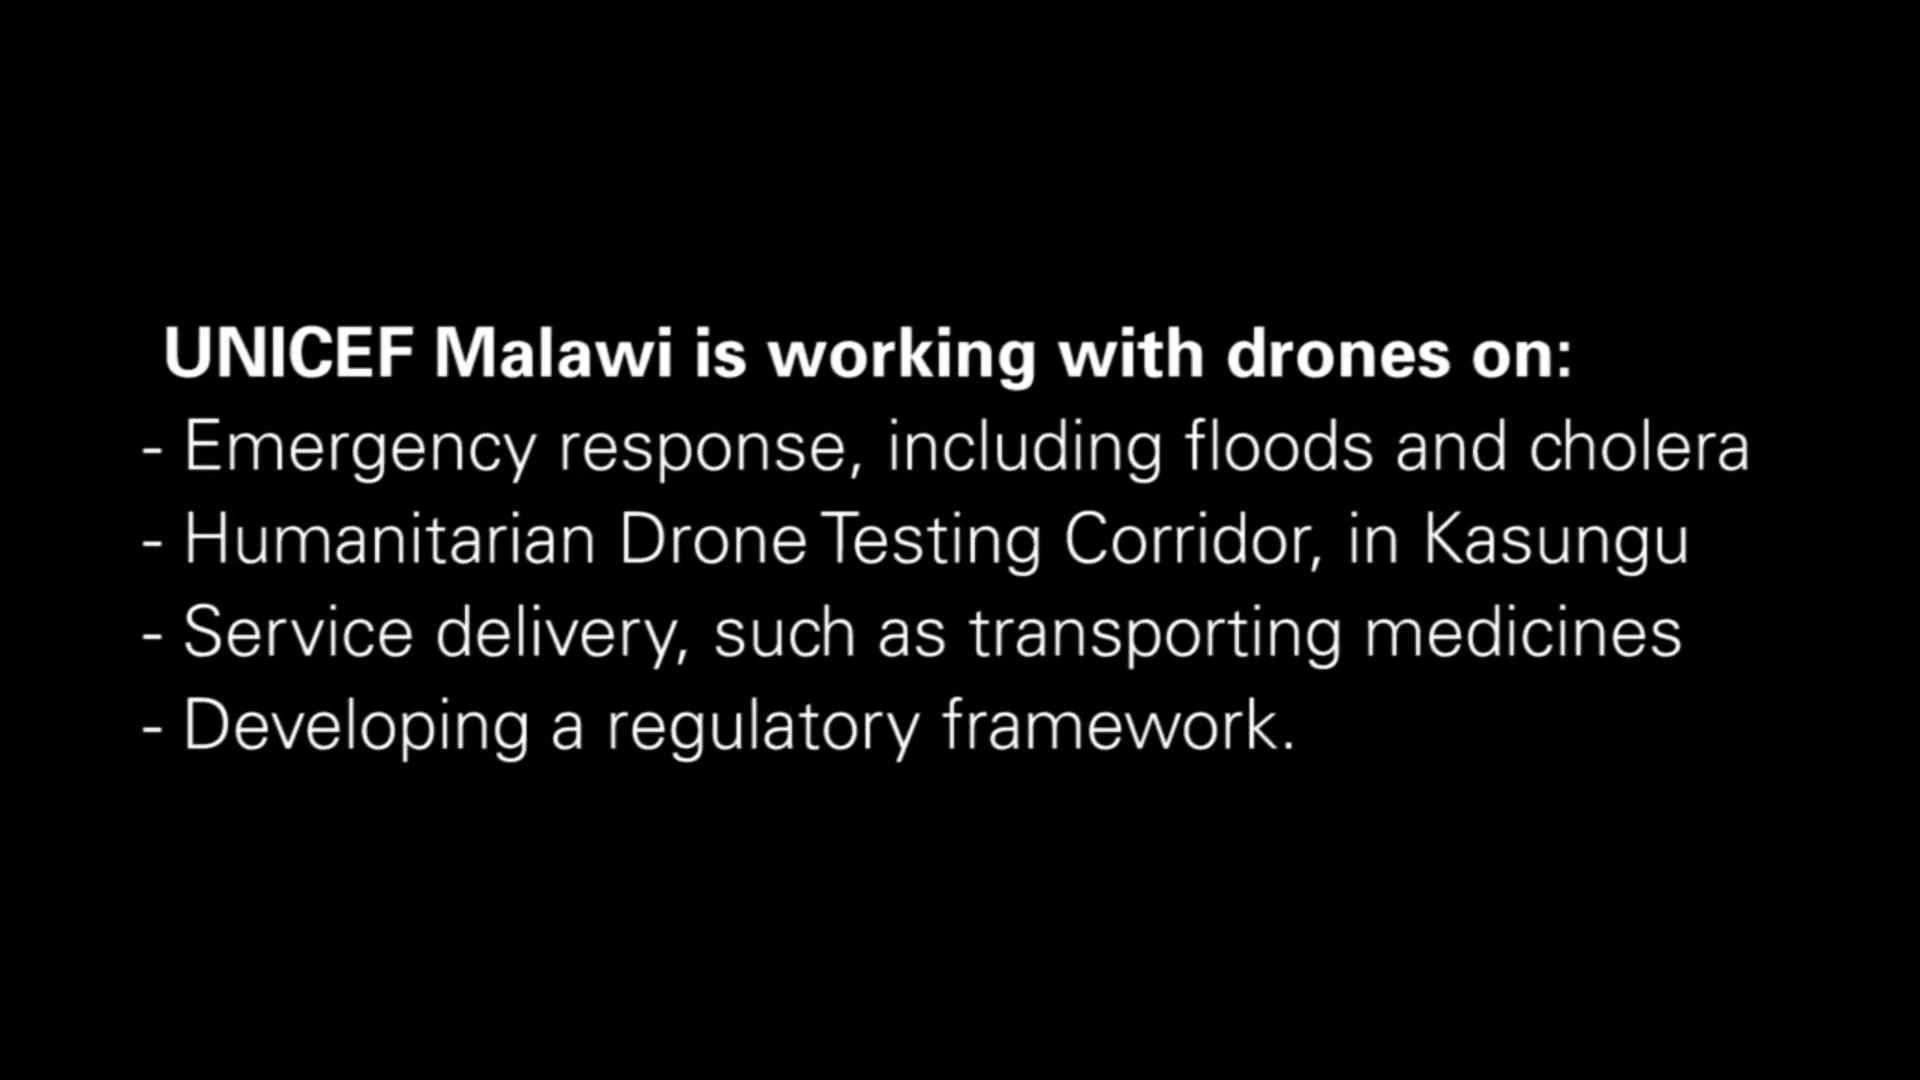 UNICEF Malawi is working with drones on:
- Emergency response, including floods and cholera
- Humanitarian Drone Testing Corridor, in Kasungu
- Service delivery, such as transporting medicines
- Developing a regulatory framework.